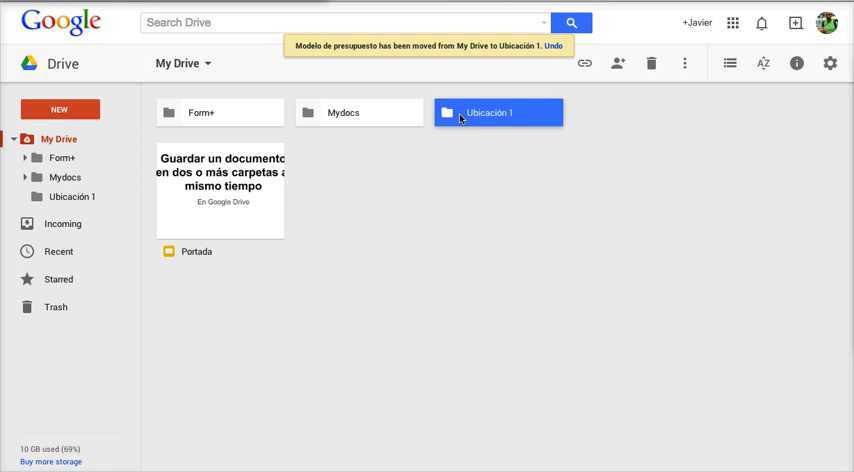 Google
Search Drive
+Javier
Modelo de presupuesto has been moved from My Drive to Ubicación 1. Undo
Drive
My Drive
NEW
My Drive
Form+
Mydocs
Ubicación 1
Incoming
Recent
Starred
Trash
10 GB used (69%)
Buy more storage
Form+
Mydocs
Ubicación 1
Guardar un documento
en dos o más carpetas a
mismo tiempo
En Google Drive
Portada